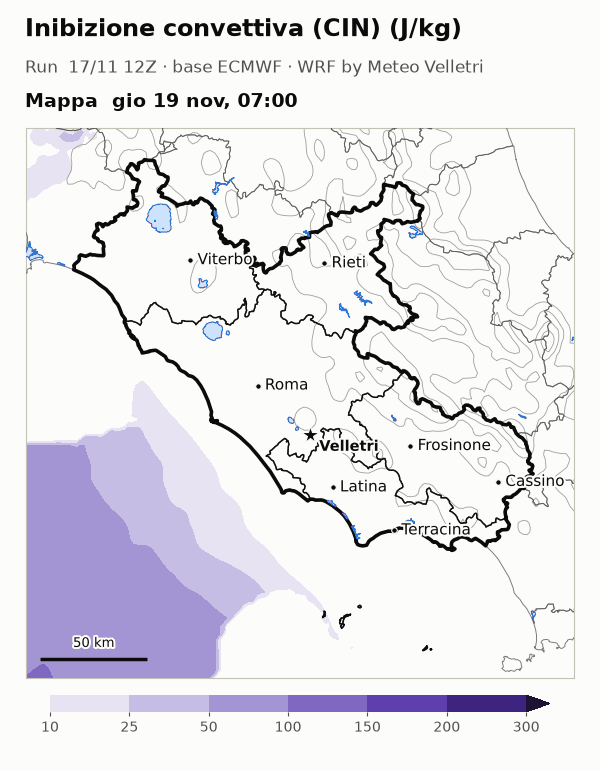 Inibizione convettiva (CIN) (J/kg)
Run  17/11 12Z · base ECMWF · WRF by Meteo Velletri
Mappa  gio 19 nov, 07:00
Viterbo
Rieti
Roma
Velletri
Frosinone
Cassino
Latina
Terracina
50 km
10 25 50 100 150 200 300